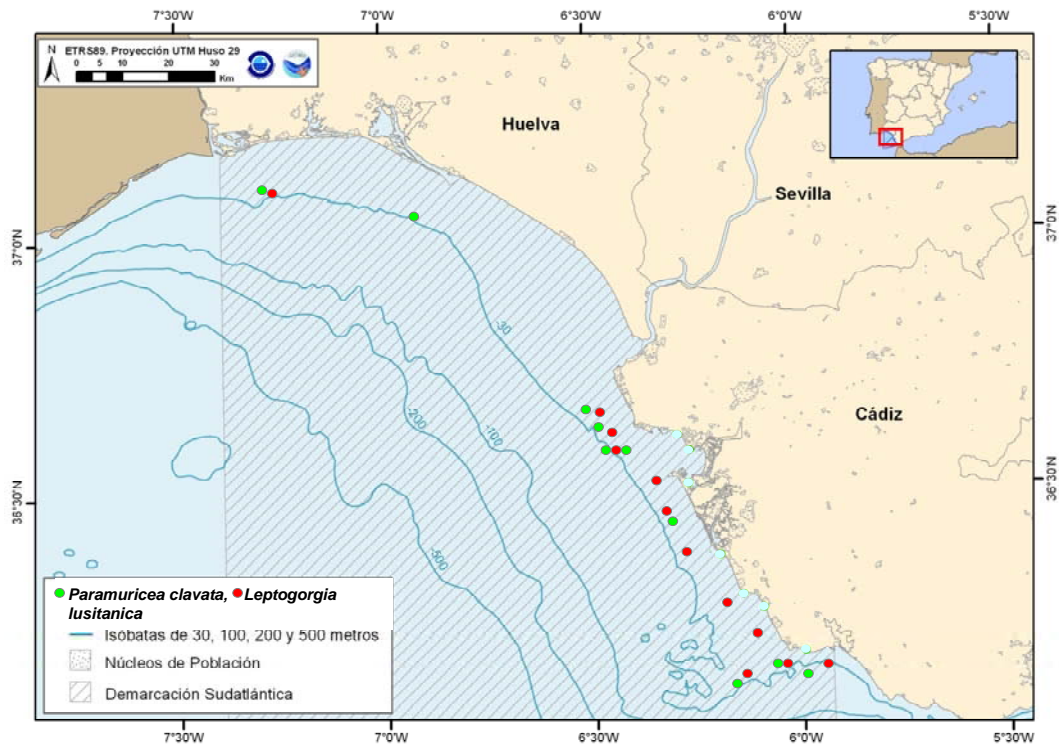 7°30'W 7°0'W 6°30'W 6°0'W 5°30'W
N ETRS89. Proyección UTM Huso 29
0 5 10 20 30
Km
Huelva
Sevilla
Cádiz
37°0'N
37°0'N
36°30'N
36°30'N
-30
-100
-200
-500
Paramuricea clavata, Leptogorgia
lusitanica
Isóbatas de 30, 100, 200 y 500 metros
Núcleos de Población
Demarcación Sudatlántica
7°30'W 7°0'W 6°30'W 6°0'W 5°30'W